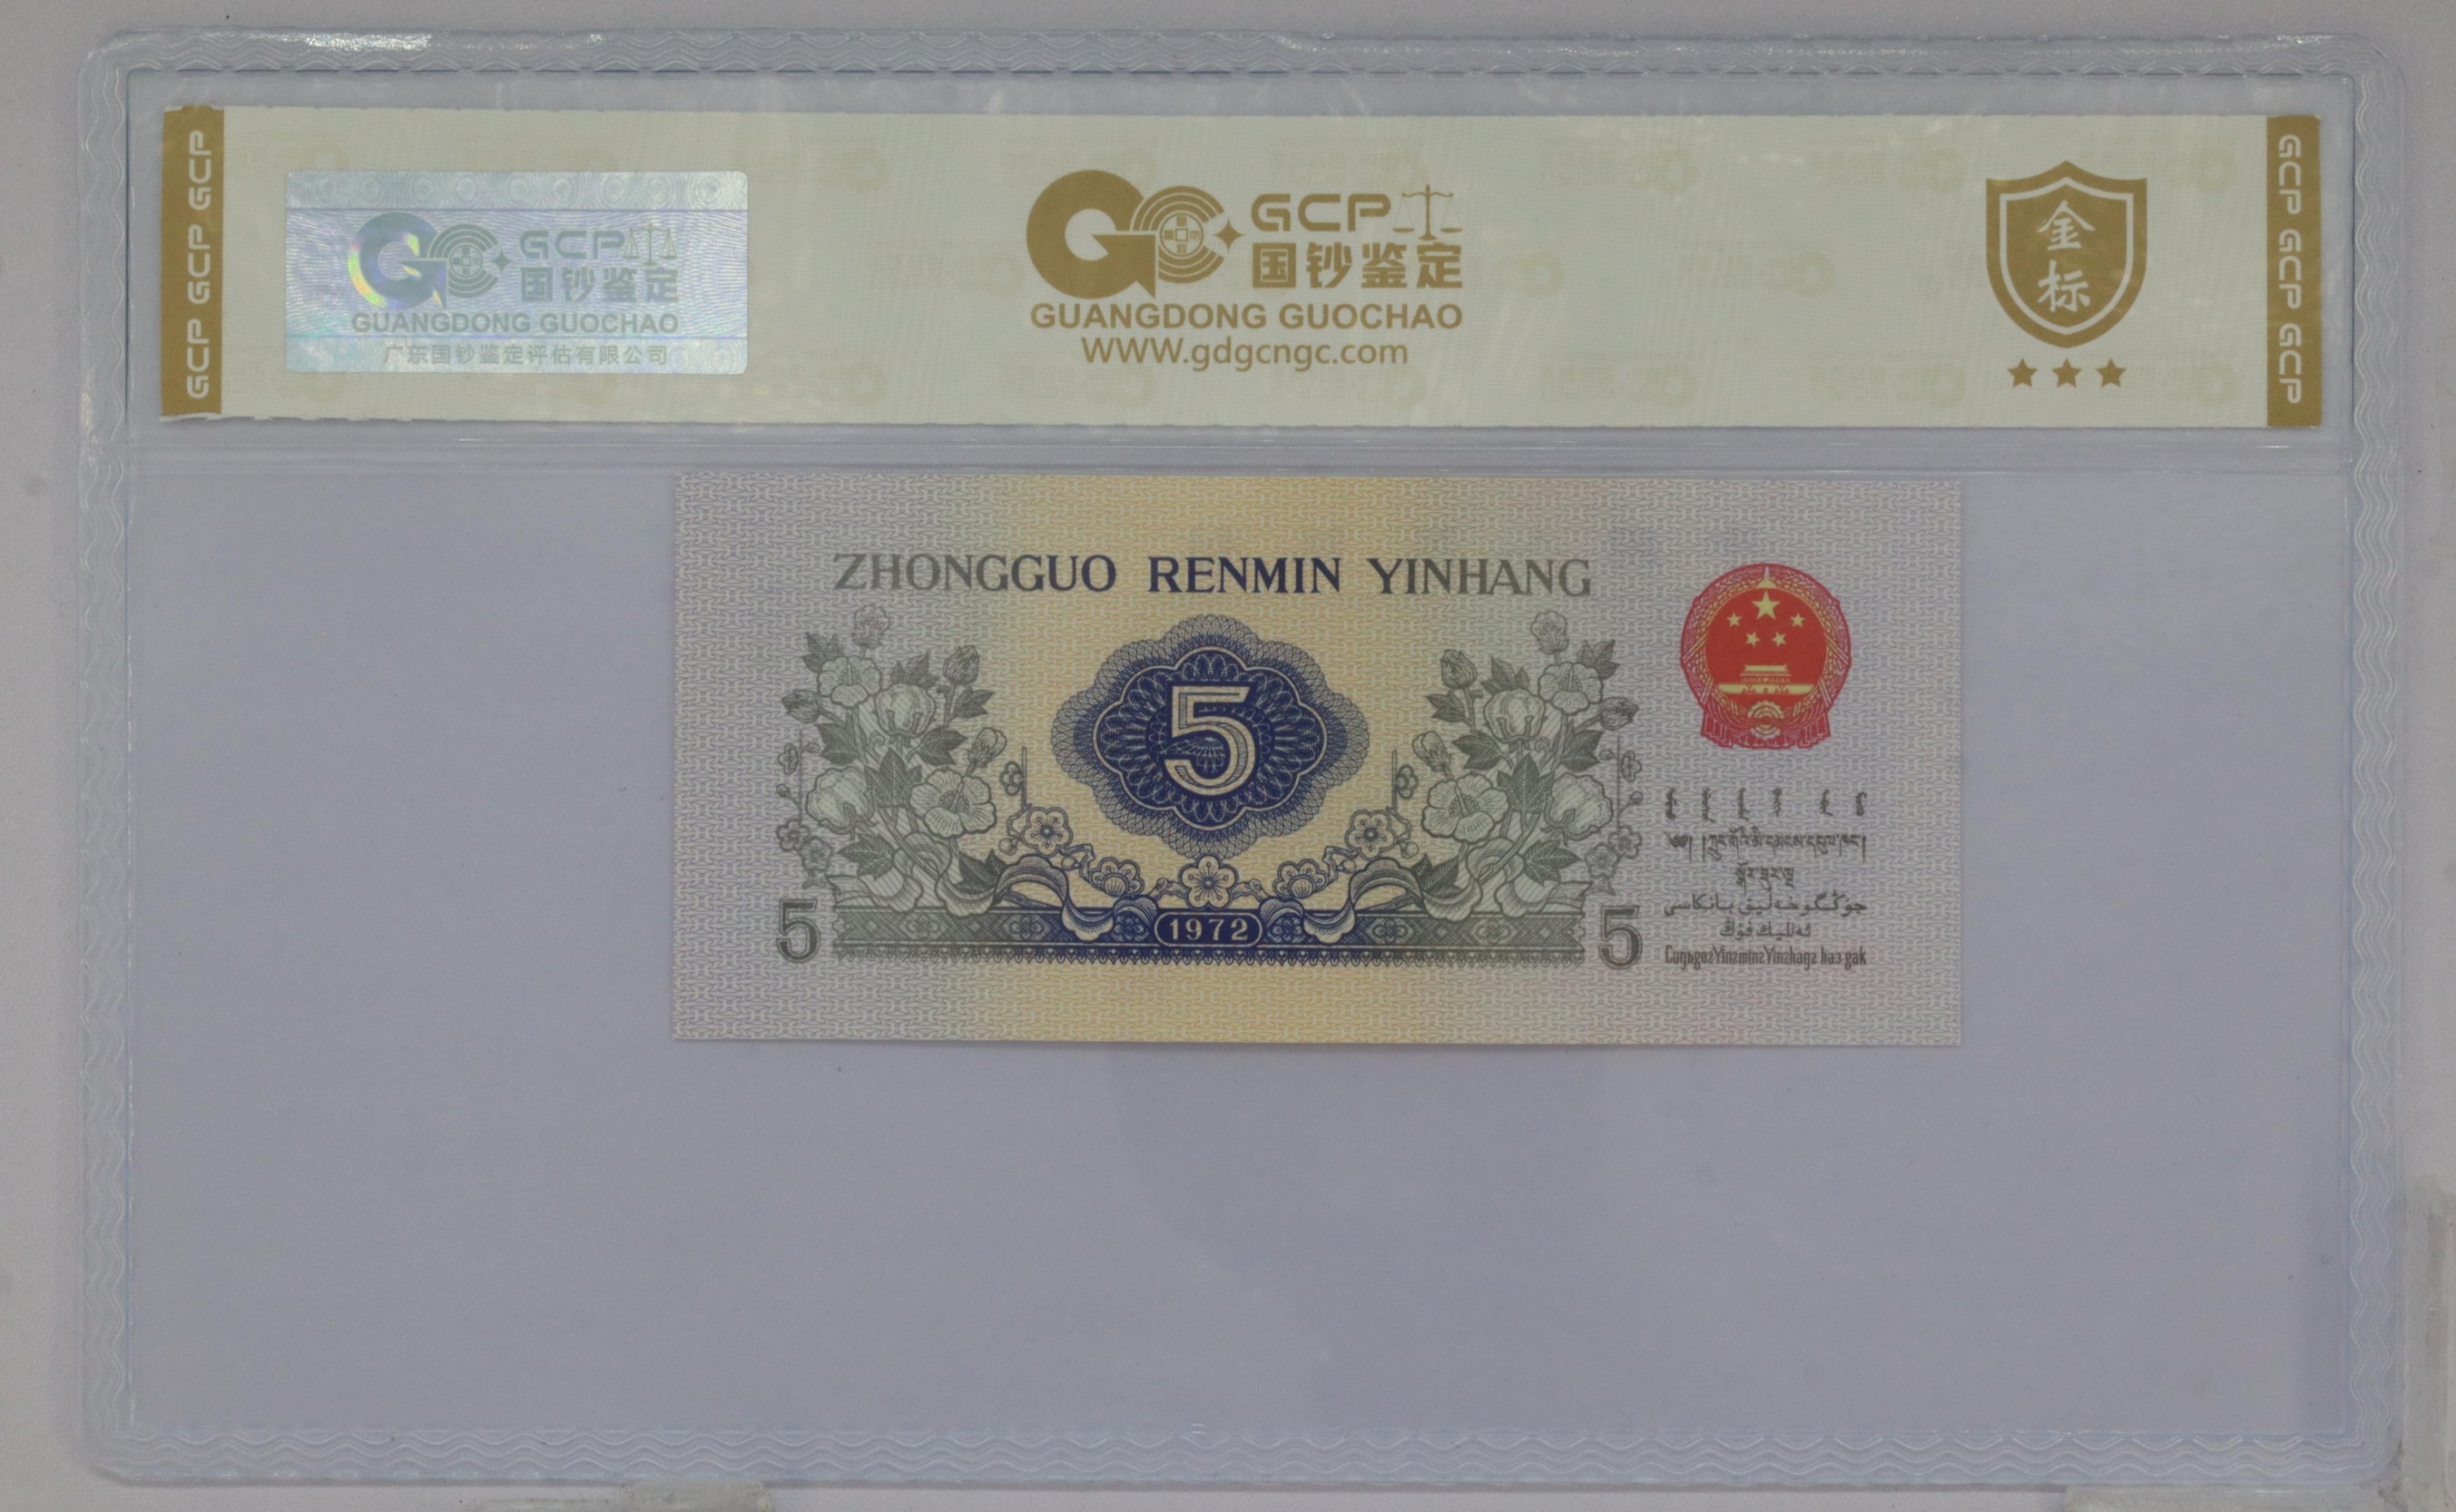 GCP GCP GCP
GCP
国钞鉴定
GUANGDONG GUOCHAO
广东国钞鉴定评估有限公司
GCP
国钞鉴定
GUANGDONG GUOCHAO
WWW.gdgcngc.com
金
标
GCP GCP GCP
ZHONGGUO RENMIN YINHANG
5
1972
5
5